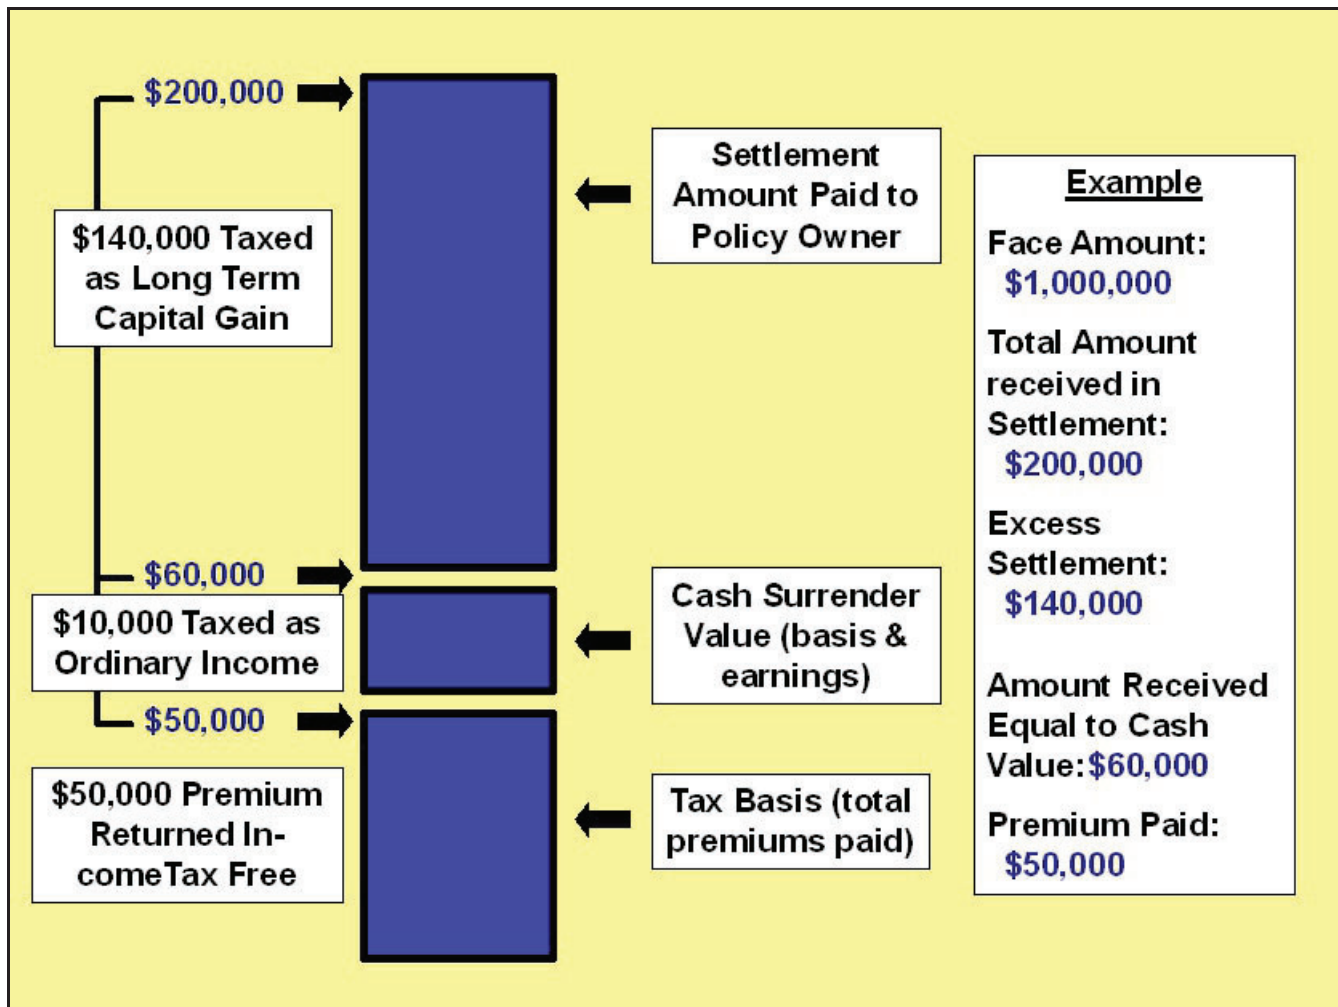 $200,000
$140,000 Taxed
as Long Term
Capital Gain
$60,000
$10,000 Taxed as
Ordinary Income
$50,000
$50,000 Premium
Returned In-
comeTax Free
Settlement
Amount Paid to
Policy Owner
Cash Surrender
Value (basis &
earnings)
Tax Basis (total
premiums paid)
Example
Face Amount:
$1,000,000
Total Amount
received in
Settlement:
$200,000
Excess
Settlement:
$140,000
Amount Received
Equal to Cash
Value:$60,000
Premium Paid:
$50,000